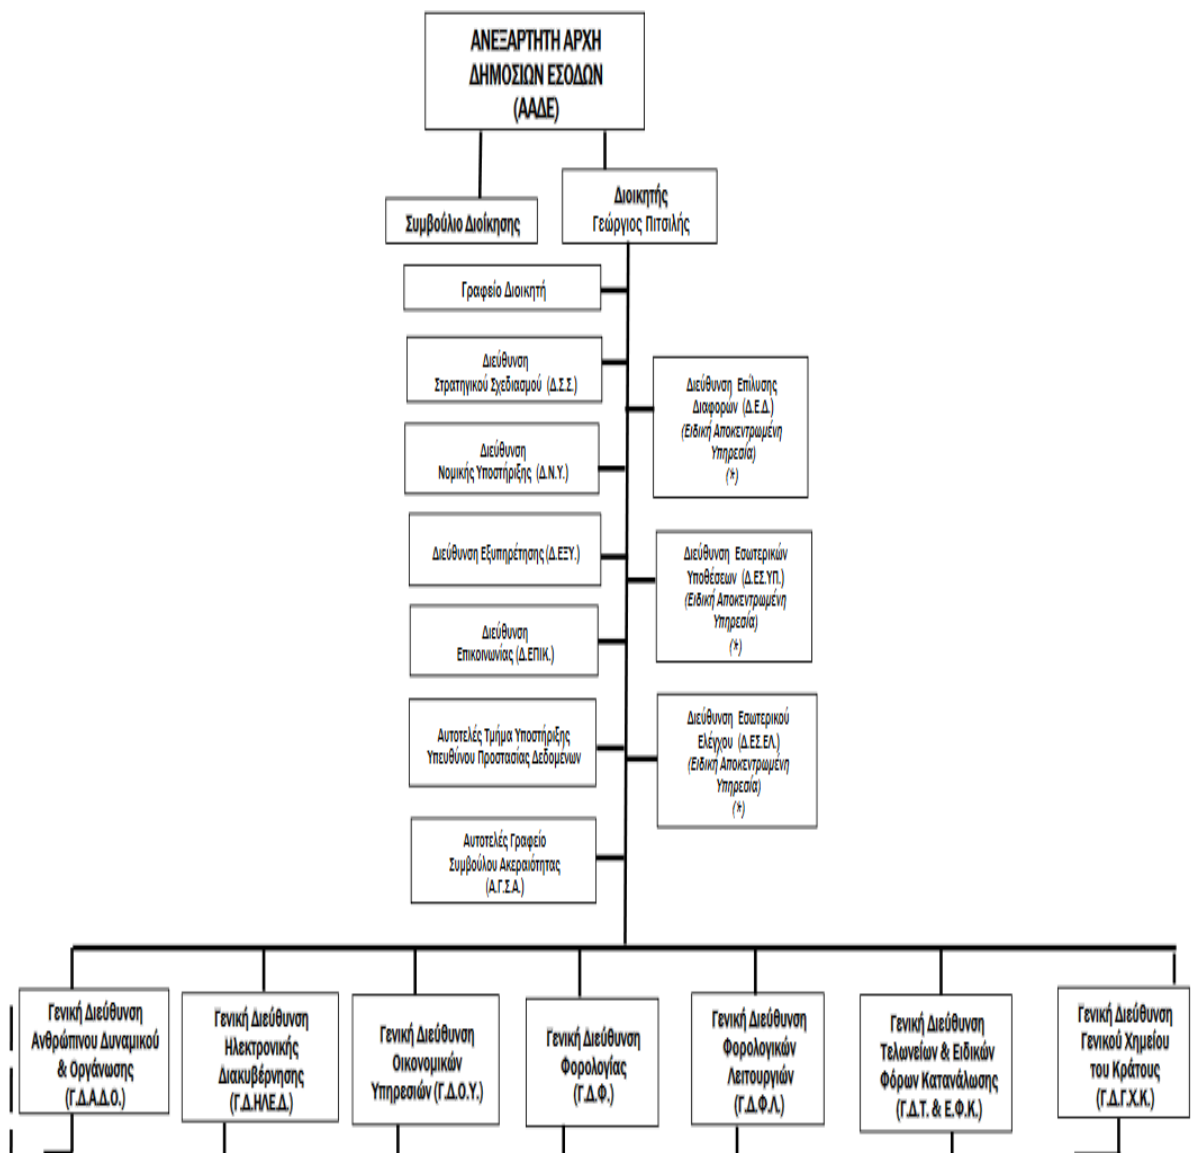 ΑΝΕΞΑΡΤΗΤΗ ΑΡΧΗ
ΔΗΜΟΣΙΩΝ ΕΣΟΔΩΝ
(ΑΑΔΕ)
Συμβούλιο Διοίκησης
Διοικητής
Γεώργιος Πιτσιλής
Γραφείο Διοικητή
Διεύθυνση
Στρατηγικού Σχεδιασμού (Δ.Σ.Σ.)
Διεύθυνση Επίλυσης
Διαφορών (Δ.Ε.Δ.)
(Ειδική Αποκεντρωμένη
Υπηρεσία)
(*)
Διεύθυνση
Νομικής Υποστήριξης (Δ.Ν.Υ.)
Διεύθυνση Εξυπηρέτησης (Δ.ΕΞΥ.)
Διεύθυνση Εσωτερικών
Υποθέσεων (Δ.ΕΣ.ΥΠ.)
(Ειδική Αποκεντρωμένη
Υπηρεσία)
(*)
Διεύθυνση
Επικοινωνίας (Δ.ΕΠΙΚ.)
Αυτοτελές Τμήμα Υποστήριξης
Υπευθύνου Προστασίας Δεδομένων
Διεύθυνση Εσωτερικού
Ελέγχου (Δ.ΕΣ.ΕΛ.)
(Ειδική Αποκεντρωμένη
Υπηρεσία)
(*)
Αυτοτελές Γραφείο
Συμβούλου Ακεραιότητας
(Α.Γ.Σ.Α.)
Γενική Διεύθυνση
Ανθρώπινου Δυναμικού
& Οργάνωσης
(Γ.Δ.Α.Δ.Ο.)
Γενική Διεύθυνση
Ηλεκτρονικής
Διακυβέρνησης
(Γ.Δ.ΗΛΕ.Δ.)
Γενική Διεύθυνση
Οικονομικών
Υπηρεσιών (Γ.Δ.Ο.Υ.)
Γενική Διεύθυνση
Φορολογίας
(Γ.Δ.Φ.)
Γενική Διεύθυνση
Φορολογικών
Λειτουργιών
(Γ.Δ.Φ.Λ.)
Γενική Διεύθυνση
Τελωνείων & Ειδικών
Φόρων Κατανάλωσης
(Γ.Δ.Τ. & Ε.Φ.Κ.)
Γενική Διεύθυνση
Γενικού Χημείου
του Κράτους
(Γ.Δ.Γ.Χ.Κ.)